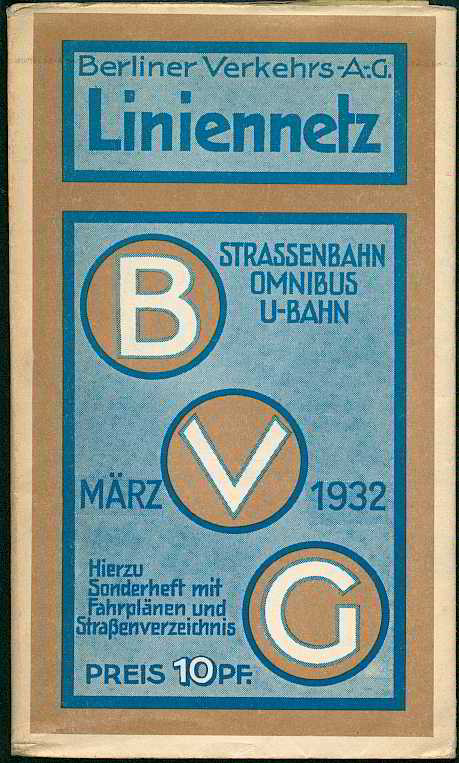 Berliner Verkehrs-A.-G.
Liniennetz
B
STRASSENBAHN
OMNIBUS
U-BAHN
V
MÄRZ 1932
G
Hierzu
Sonderheft mit
Fahrplänen und
Straßenverzeichnis
PREIS 10 PF.